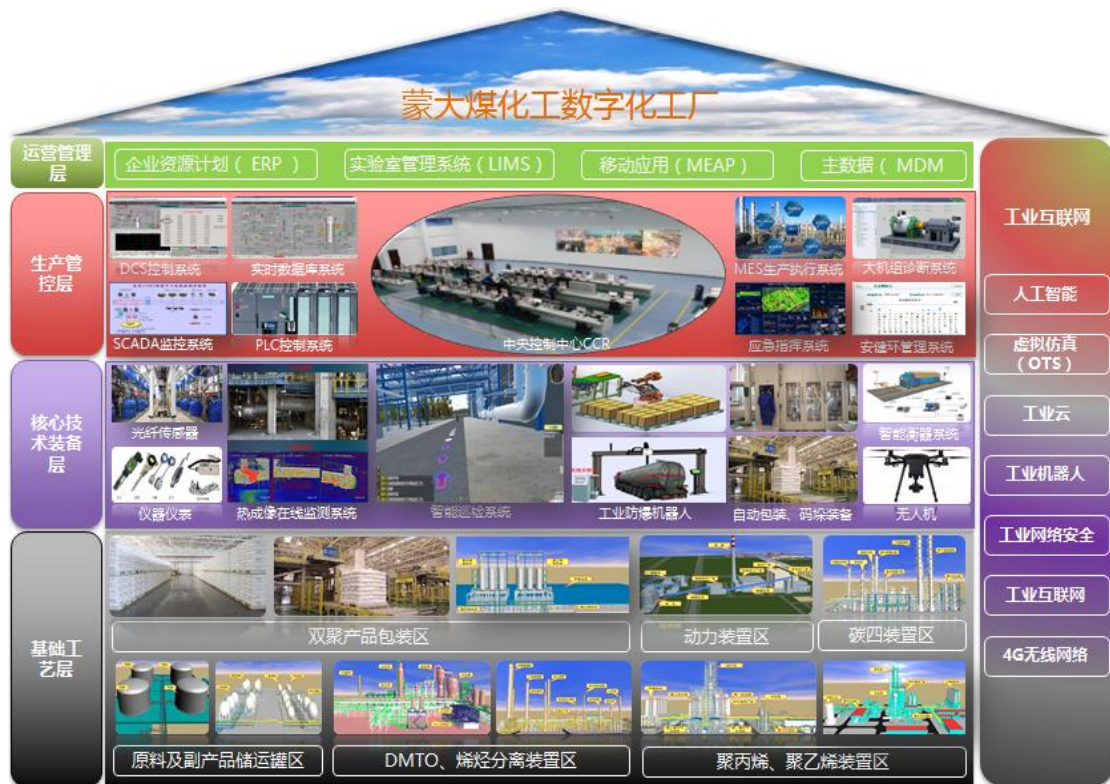 蒙大煤化工数字化工厂
运营管理
层
企业资源计划( ERP )
实验室管理系统(LIMS)
移动应用(MEAP)
主数据( MDM
生产管
控层
DCS控制系统
实时数据库系统
MES生产执行系统
大机组诊断系统
SCADA监控系统
PLC控制系统
中央控制中心CCR
应急指挥系统
安健环管理系统
核心技
术装备
层
光纤传感器
智能衡器系统
仪器仪表
热成像在线监测系统
智能巡检系统
工业防爆机器人
自动包装、码垛装备
无人机
基础工
艺层
双聚产品包装区
动力装置区
碳四装置区
原料及副产品储运罐区
DMTO、烯烃分离装置区
聚丙烯、聚乙烯装置区
工业互联网
人工智能
虚拟仿真
(OTS)
工业云
工业机器人
工业网络安全
工业互联网
4G无线网络